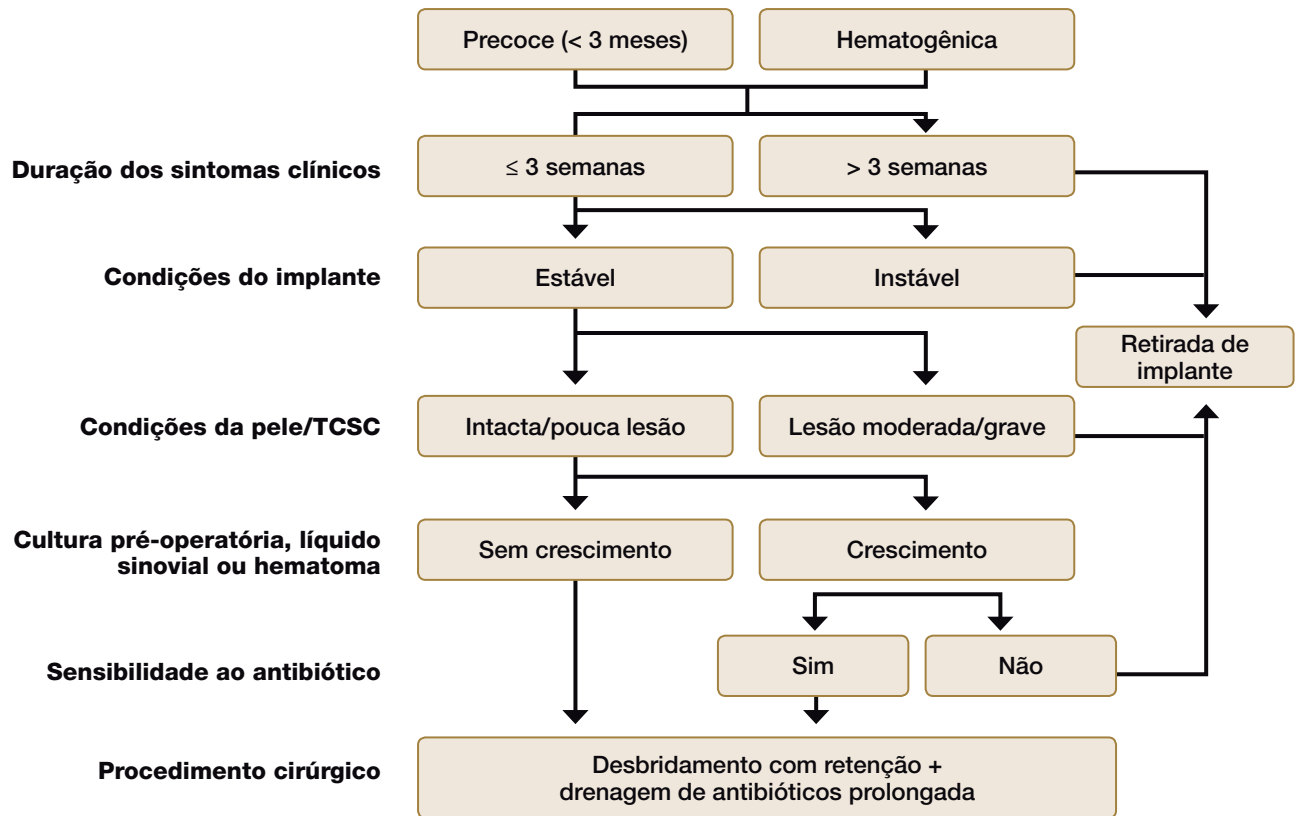 Precoce (< 3 meses)
Hematogênica
Duração dos sintomas clínicos
≤ 3 semanas
> 3 semanas
Condições do implante
Estável
Instável
Retirada de
implante
Condições da pele/TCSC
Intacta/pouca lesão
Lesão moderada/grave
Cultura pré-operatória, líquido
sinovial ou hematoma
Sem crescimento
Crescimento
Sensibilidade ao antibiótico
Sim
Não
Procedimento cirúrgico
Desbridamento com retenção +
drenagem de antibióticos prolongada